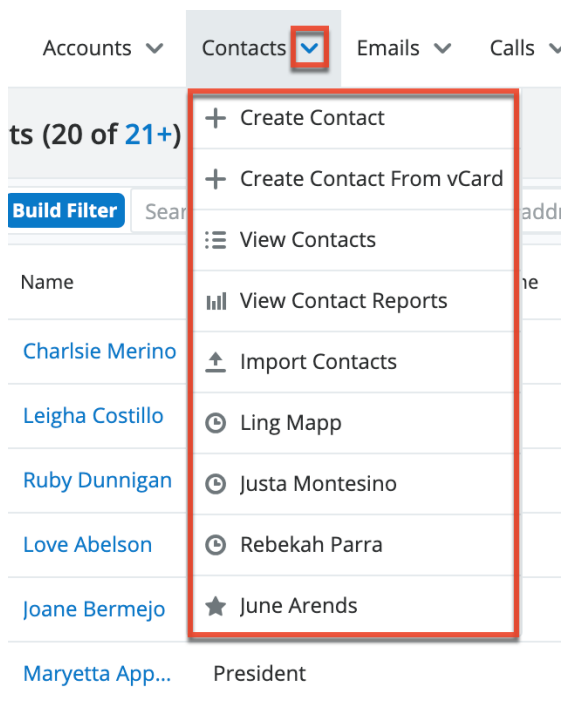 Accounts Contacts Emails Calls
ts (20 of 21+)
Create Contact
Create Contact From vCard
Build Filter Sear addr
View Contacts
Name ne
View Contact Reports
Charlsie Merino
Import Contacts
Leigha Costillo
Ling Mapp
Ruby Dunnigan
Justa Montesino
Love Abelson
Rebekah Parra
Joane Bermejo
June Arends
Maryetta App... President